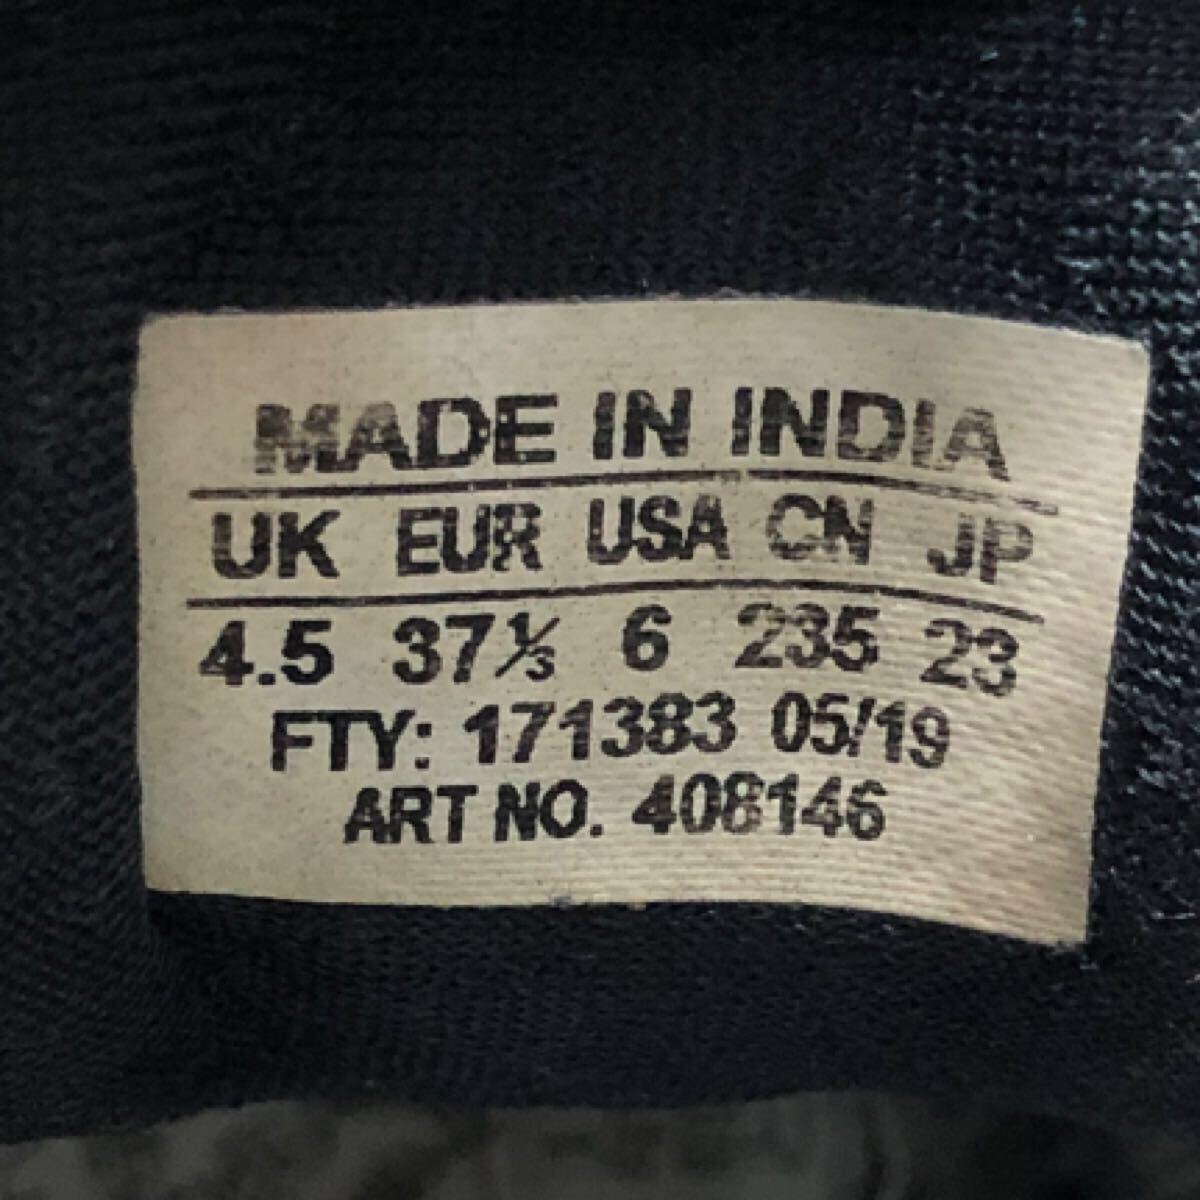 MADE IN INDIA
UK EUR USA CN JP
4.5 37⅓ 6 235 23
FTY: 171383 05/19
ART NO. 408146